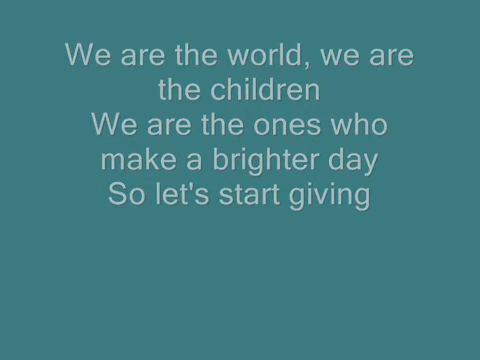 We are the world, we are
the children
We are the ones who
make a brighter day
So let's start giving